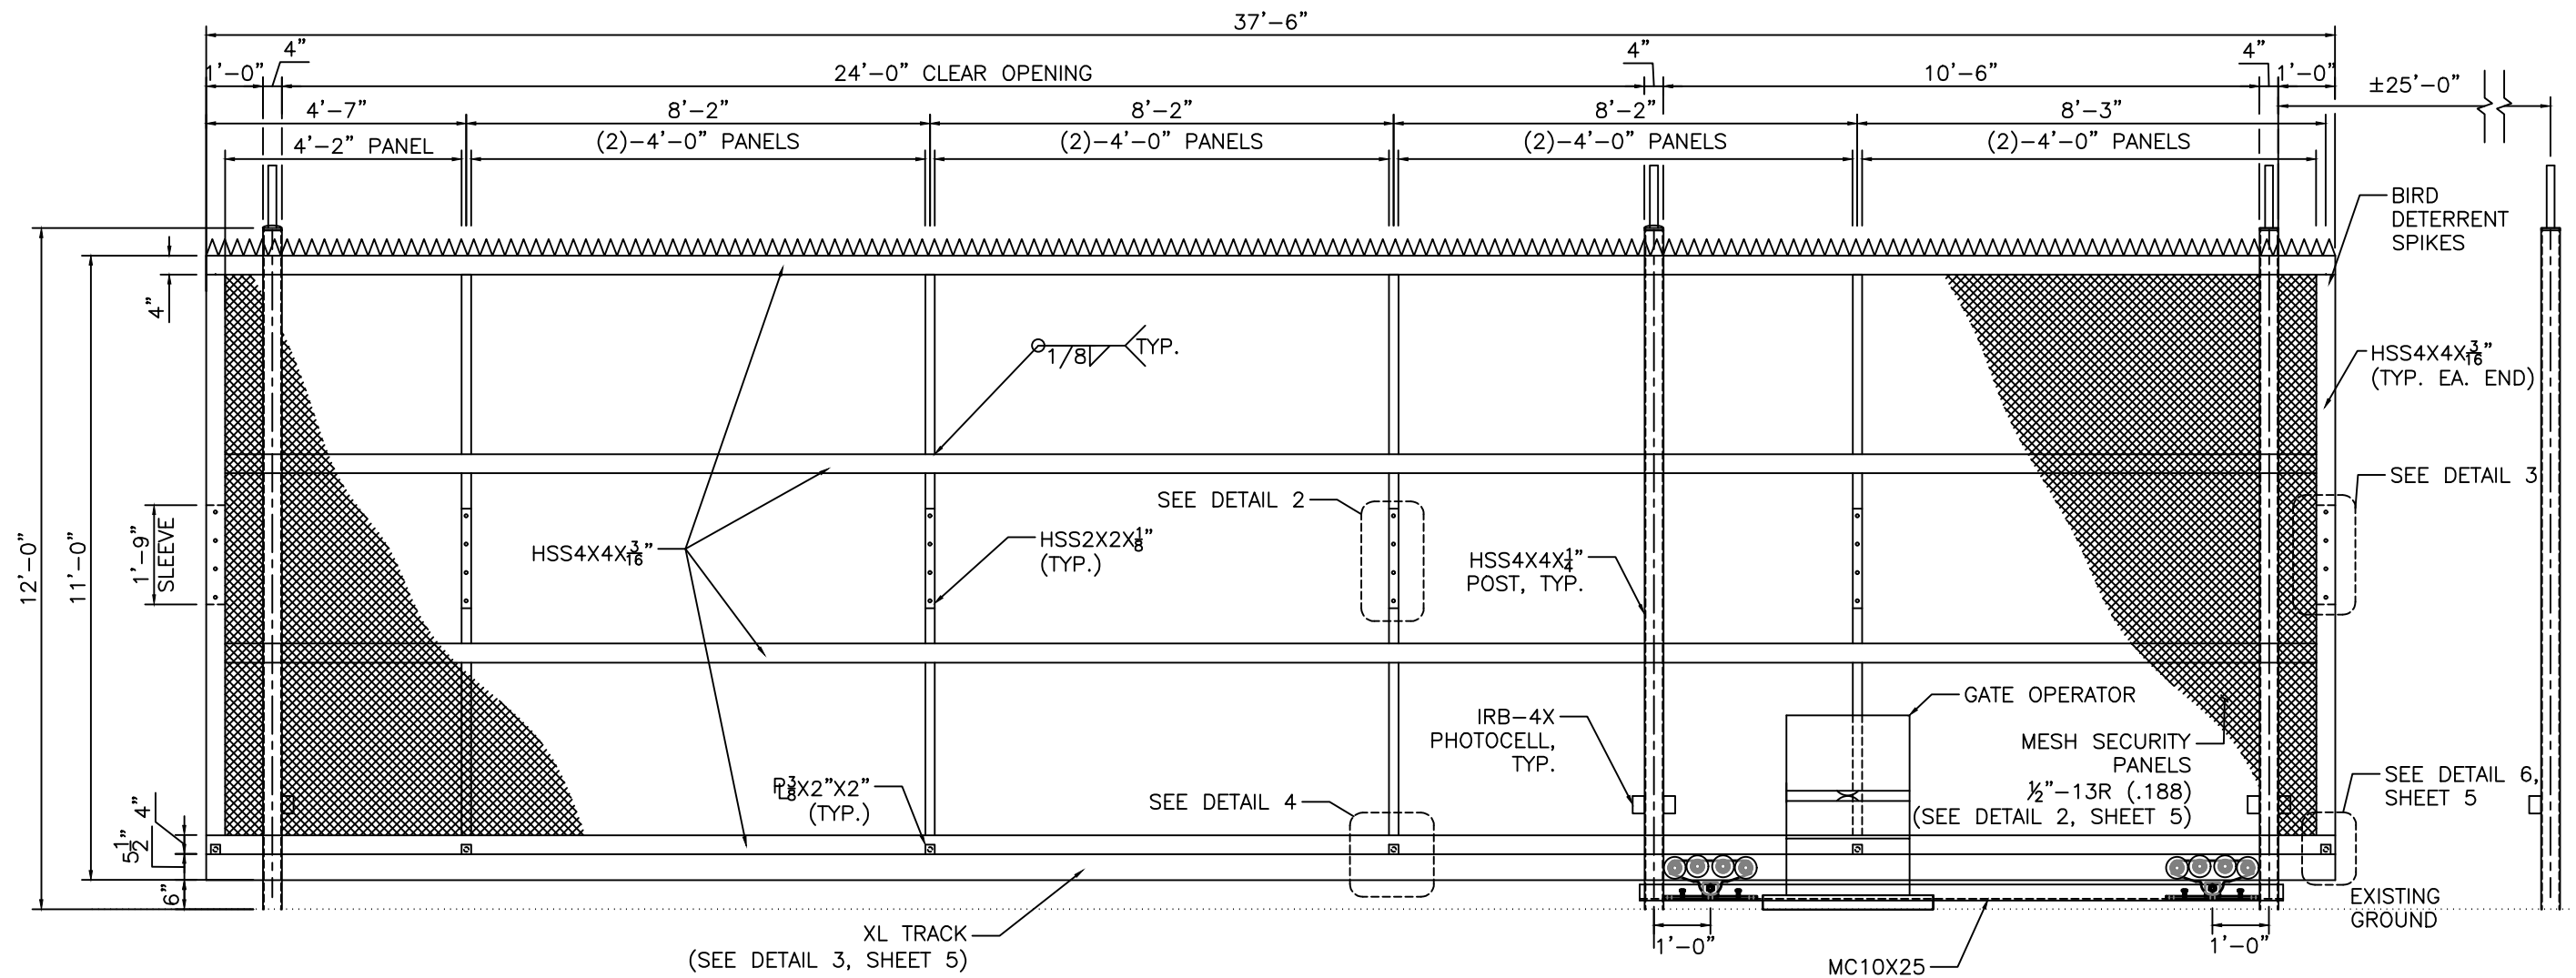 37'-6"
4"
4"
4"
1'-0"
24'-0" CLEAR OPENING
10'-6"
1'-0"
±25'-0"
4'-7"
8'-2"
8'-2"
8'-2"
8'-3"
4'-2" PANEL
(2)-4'-0" PANELS
(2)-4'-0" PANELS
(2)-4'-0" PANELS
(2)-4'-0" PANELS
BIRD
DETERRENT
SPIKES
4"
1/8
TYP.
HSS4X4X3/16"
(TYP. EA. END)
SEE DETAIL 3
SEE DETAIL 2
12'-0"
11'-0"
1'-9"
SLEEVE
HSS4X4X3/16"
HSS2X2X1/8"
(TYP.)
HSS4X4X1/4"
POST, TYP.
GATE OPERATOR
IRB-4X
PHOTOCELL,
TYP.
MESH SECURITY
PANELS
½"-13R (.188)
(SEE DETAIL 2, SHEET 5)
SEE DETAIL 6,
SHEET 5
PL3/8X2"X2"
(TYP.)
SEE DETAIL 4
4"
5 1/2"
6"
EXISTING
GROUND
XL TRACK
(SEE DETAIL 3, SHEET 5)
1'-0"
1'-0"
MC10X25